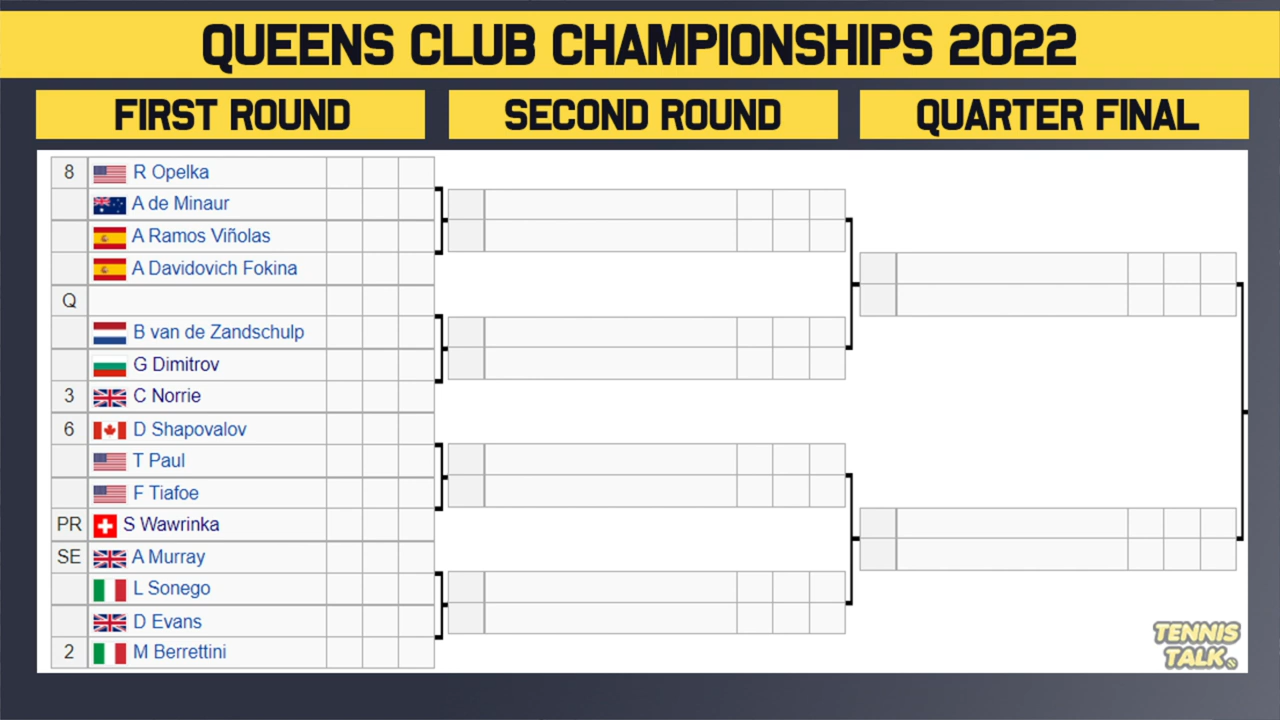 QUEENS CLUB CHAMPIONSHIPS 2022
FIRST ROUND
SECOND ROUND
QUARTER FINAL
8 R Opelka
A de Minaur
A Ramos Viñolas
A Davidovich Fokina
Q
B van de Zandschulp
G Dimitrov
3 C Norrie
6 D Shapovalov
T Paul
F Tiafoe
PR S Wawrinka
SE A Murray
L Sonego
D Evans
2 M Berrettini
TENNIS
TALK